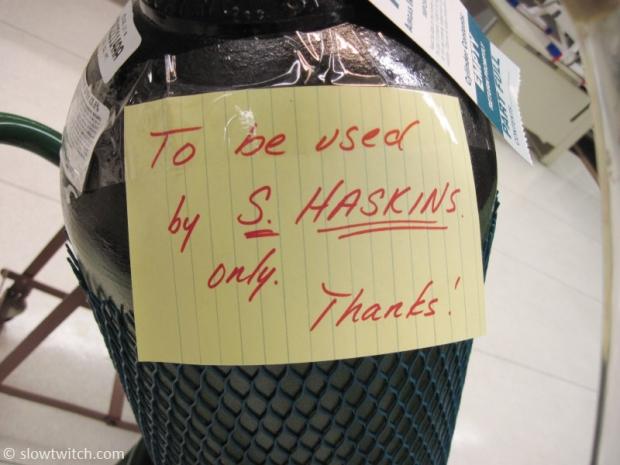 To be used
by S. HASKINS.
only.
Thanks!
© slowtwitch.com